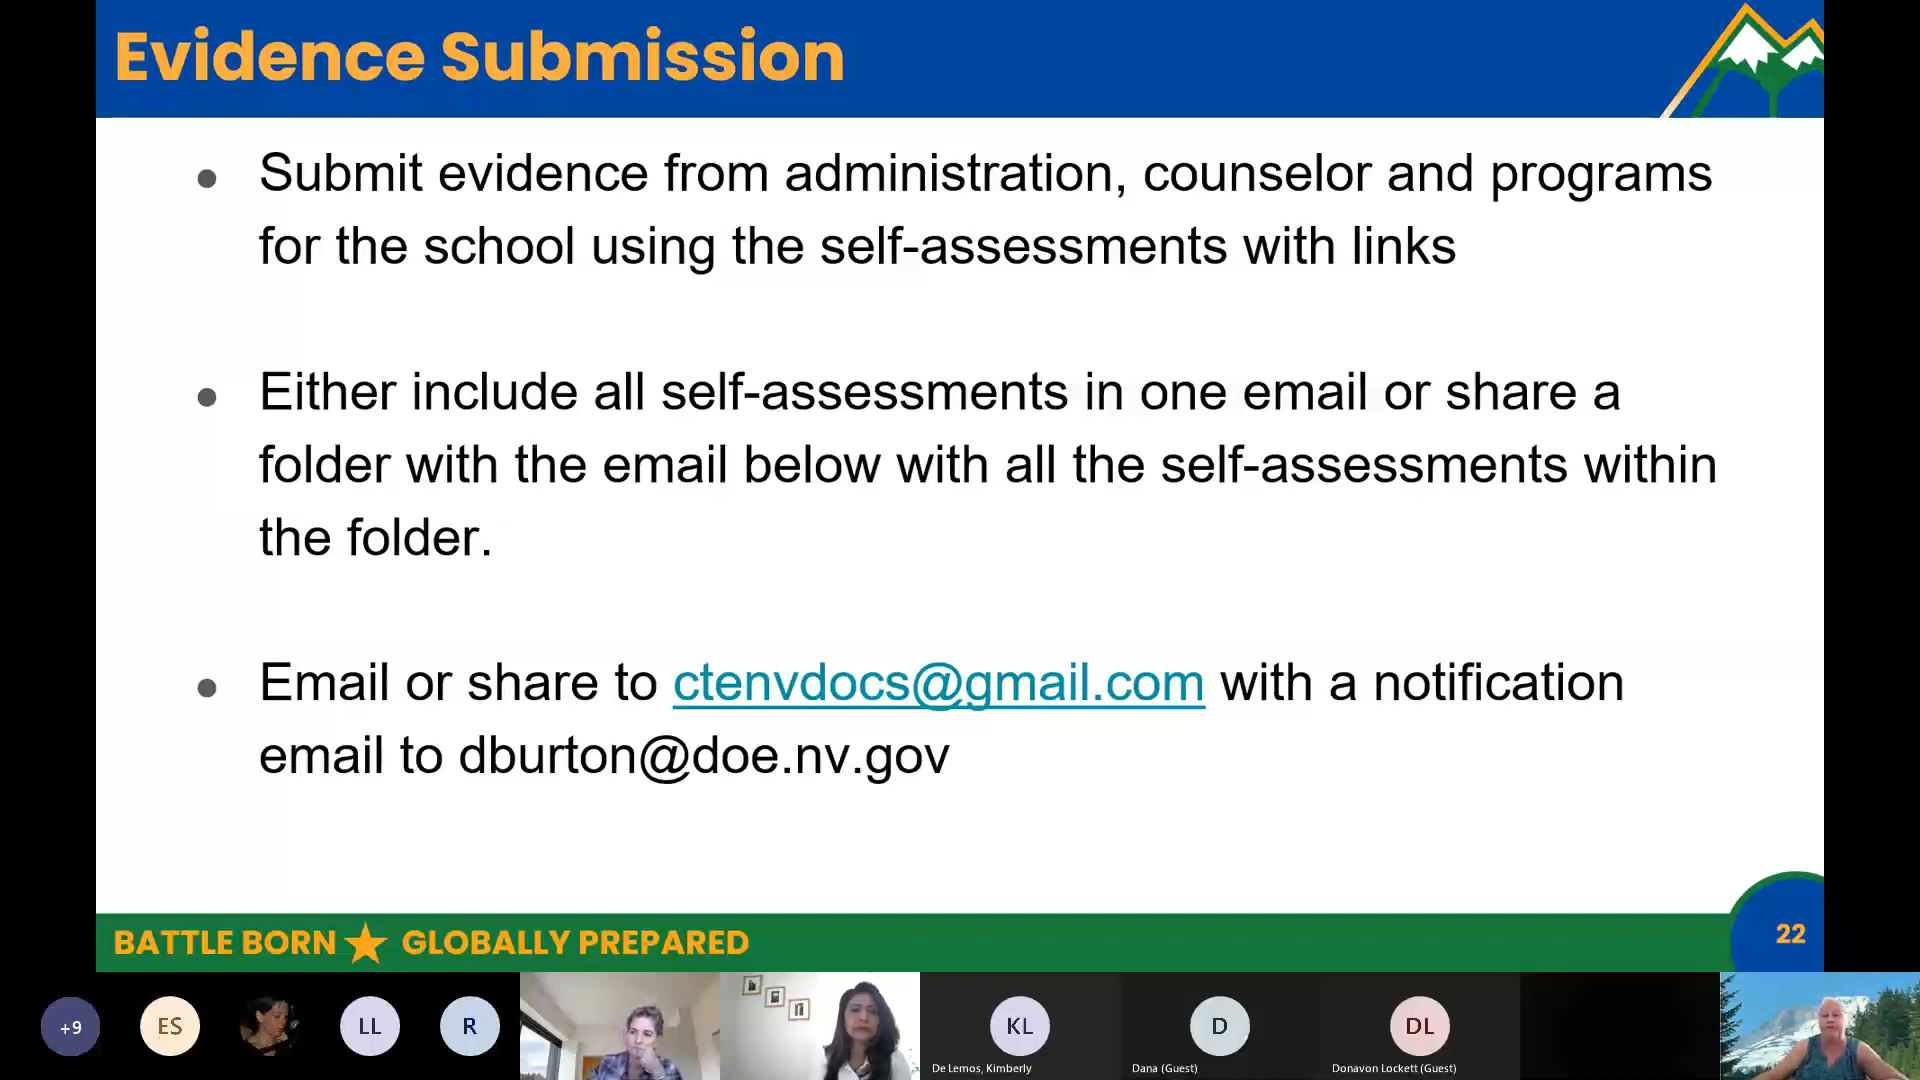 Evidence Submission
Submit evidence from administration, counselor and programs
for the school using the self-assessments with links
Either include all self-assessments in one email or share a
folder with the email below with all the self-assessments within
the folder.
Email or share to ctenvdocs@gmail.com with a notification
email to dburton@doe.nv.gov
BATTLE BORN GLOBALLY PREPARED
22
+9
ES
LL
R
KL
De Lemos, Kimberly
D
Dana (Guest)
DL
Donavon Lockett (Guest)